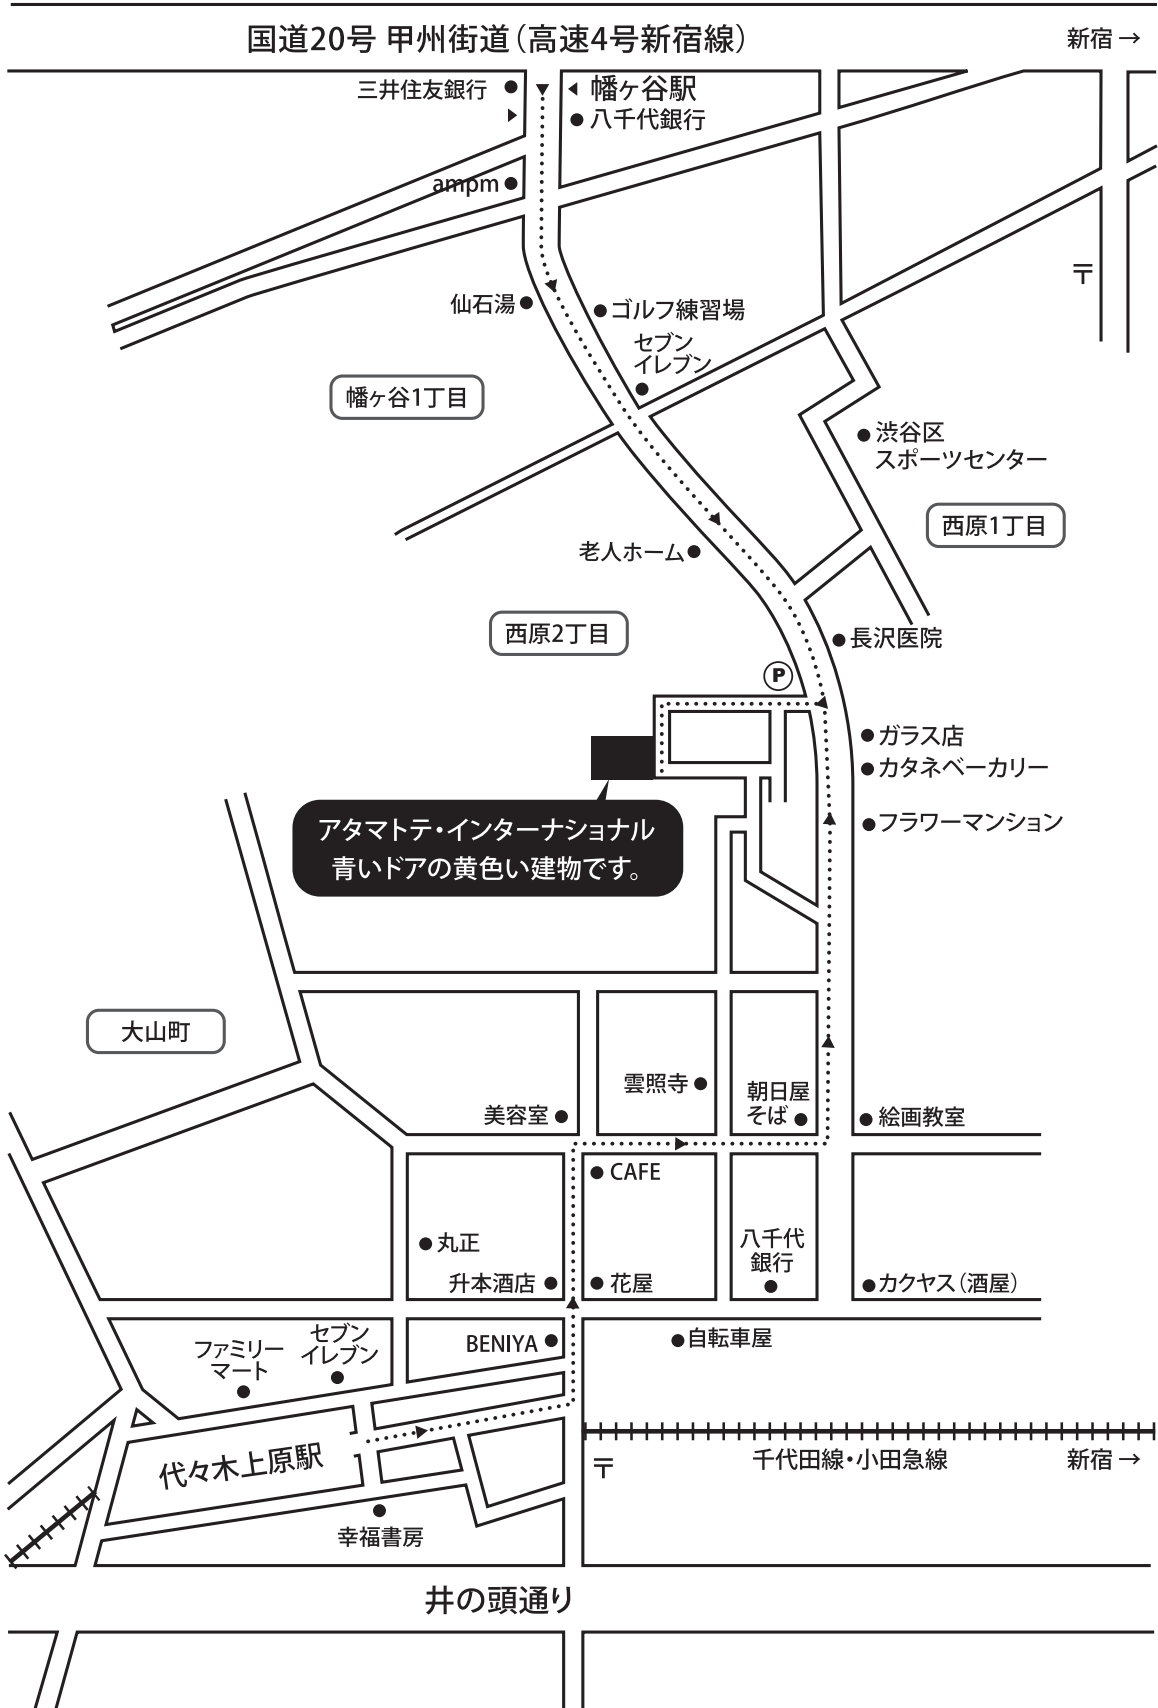 国道20号 甲州街道（高速4号新宿線）
新宿→
三井住友銀行
幡ヶ谷駅
八千代銀行
ampm
〒
仙石湯
ゴルフ練習場
セブン
イレブン
幡ヶ谷1丁目
渋谷区
スポーツセンター
西原1丁目
老人ホーム
西原2丁目
長沢医院
P
ガラス店
カタネベーカリー
フラワーマンション
アタマトテ・インターナショナル
青いドアの黄色い建物です。
大山町
雲照寺
朝日屋
そば
美容室
絵画教室
CAFE
丸正
八千代
銀行
升本酒店
花屋
カクヤス（酒屋）
セブン
イレブン
ファミリー
マート
BENIYA
自転車屋
代々木上原駅
千代田線・小田急線
新宿→
〒
幸福書房
井の頭通り